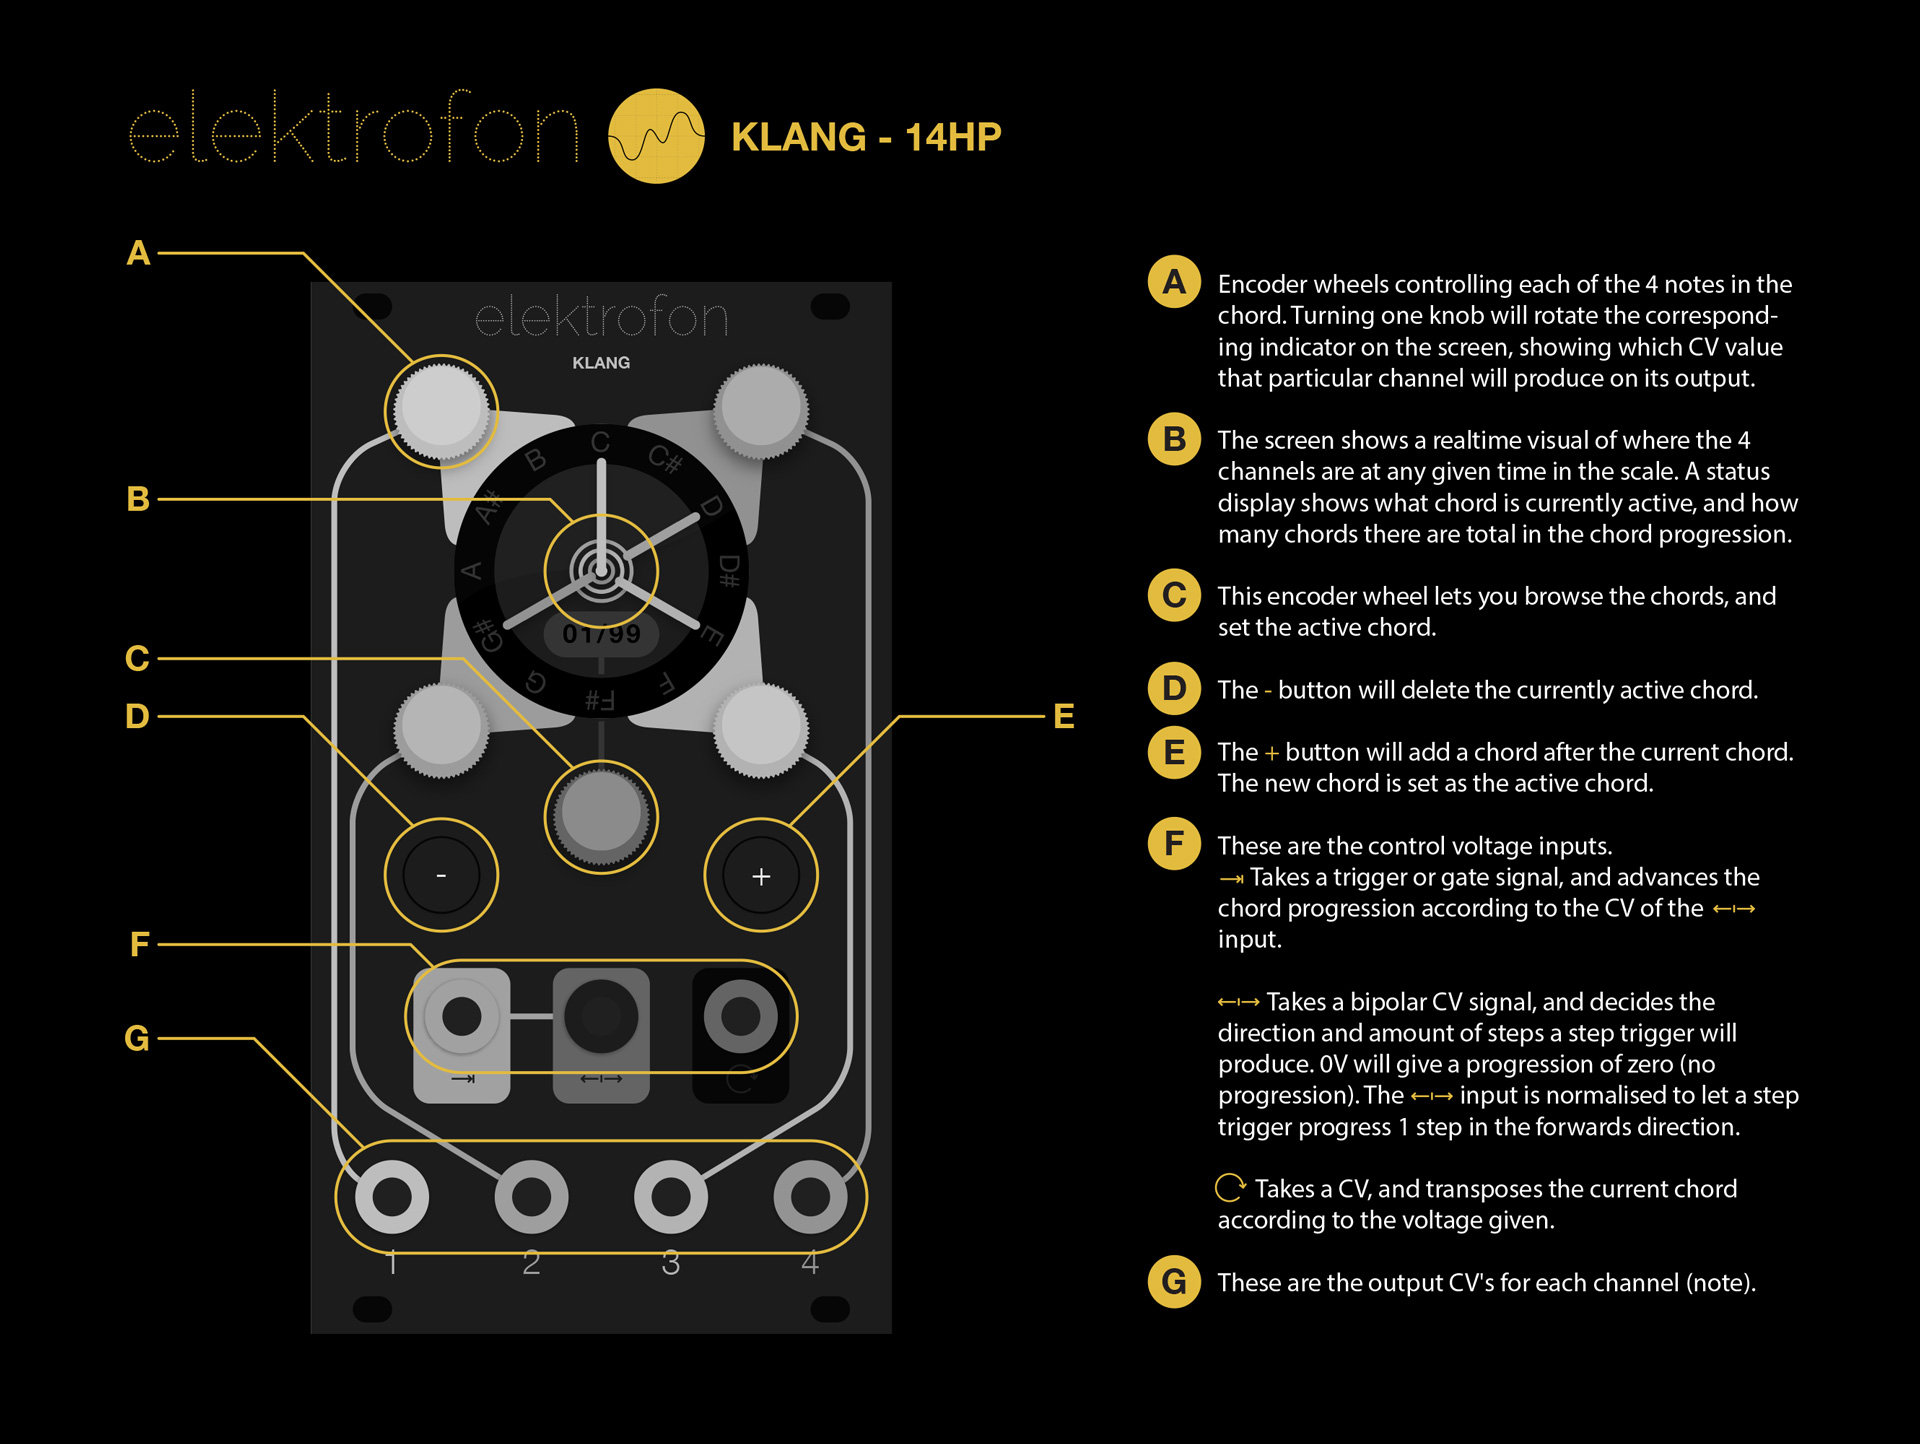 elektrofon KLANG - 14HP
A
B
C
D
E
F
G
elektrofon
KLANG
C
C#
D
D#
E
F
F#
G
G#
A
A#
B
01/99
-
+
⇥
←ı→
1
2
3
4
A Encoder wheels controlling each of the 4 notes in the
chord. Turning one knob will rotate the correspond-
ing indicator on the screen, showing which CV value
that particular channel will produce on its output.
B The screen shows a realtime visual of where the 4
channels are at any given time in the scale. A status
display shows what chord is currently active, and how
many chords there are total in the chord progression.
C This encoder wheel lets you browse the chords, and
set the active chord.
D The - button will delete the currently active chord.
E The + button will add a chord after the current chord.
The new chord is set as the active chord.
F These are the control voltage inputs.
⇥ Takes a trigger or gate signal, and advances the
chord progression according to the CV of the ←ı→
input.
←ı→ Takes a bipolar CV signal, and decides the
direction and amount of steps a step trigger will
produce. 0V will give a progression of zero (no
progression). The ←ı→ input is normalised to let a step
trigger progress 1 step in the forwards direction.
Takes a CV, and transposes the current chord
according to the voltage given.
G These are the output CV's for each channel (note).